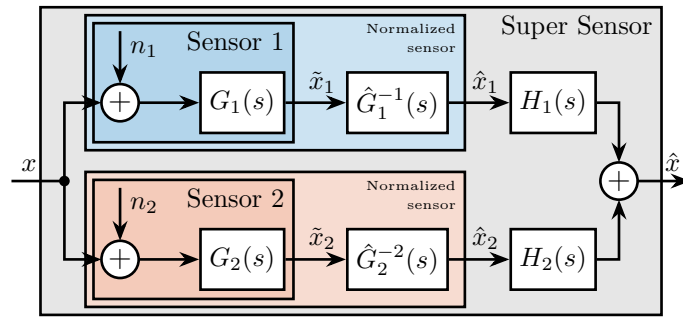 Super Sensor
Sensor 1
Normalized
sensor
n₁
+
G₁(s)
x̃₁
Ĝ₁⁻¹(s)
x̂₁
H₁(s)
x
+
x̂
Sensor 2
Normalized
sensor
n₂
+
G₂(s)
x̃₂
Ĝ₂⁻²(s)
x̂₂
H₂(s)